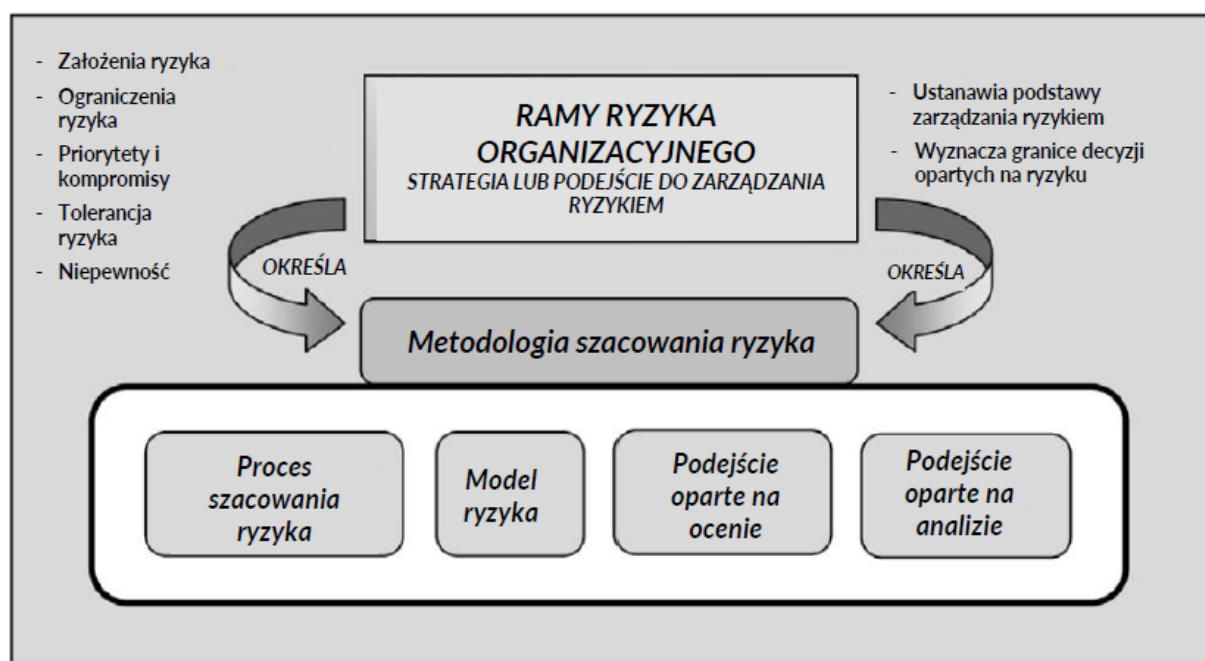 - Założenia ryzyka
- Ograniczenia
ryzyka
- Priorytety i
kompromisy
- Tolerancja
ryzyka
- Niepewność
RAMY RYZYKA
ORGANIZACYJNEGO
STRATEGIA LUB PODEJŚCIE DO ZARZĄDZANIA
RYZYKIEM
- Ustanawia podstawy
zarządzania ryzykiem
- Wyznacza granice decyzji
opartych na ryzyku
OKREŚLA
OKREŚLA
Metodologia szacowania ryzyka
Proces
szacowania
ryzyka
Model
ryzyka
Podejście
oparte na
ocenie
Podejście
oparte na
analizie